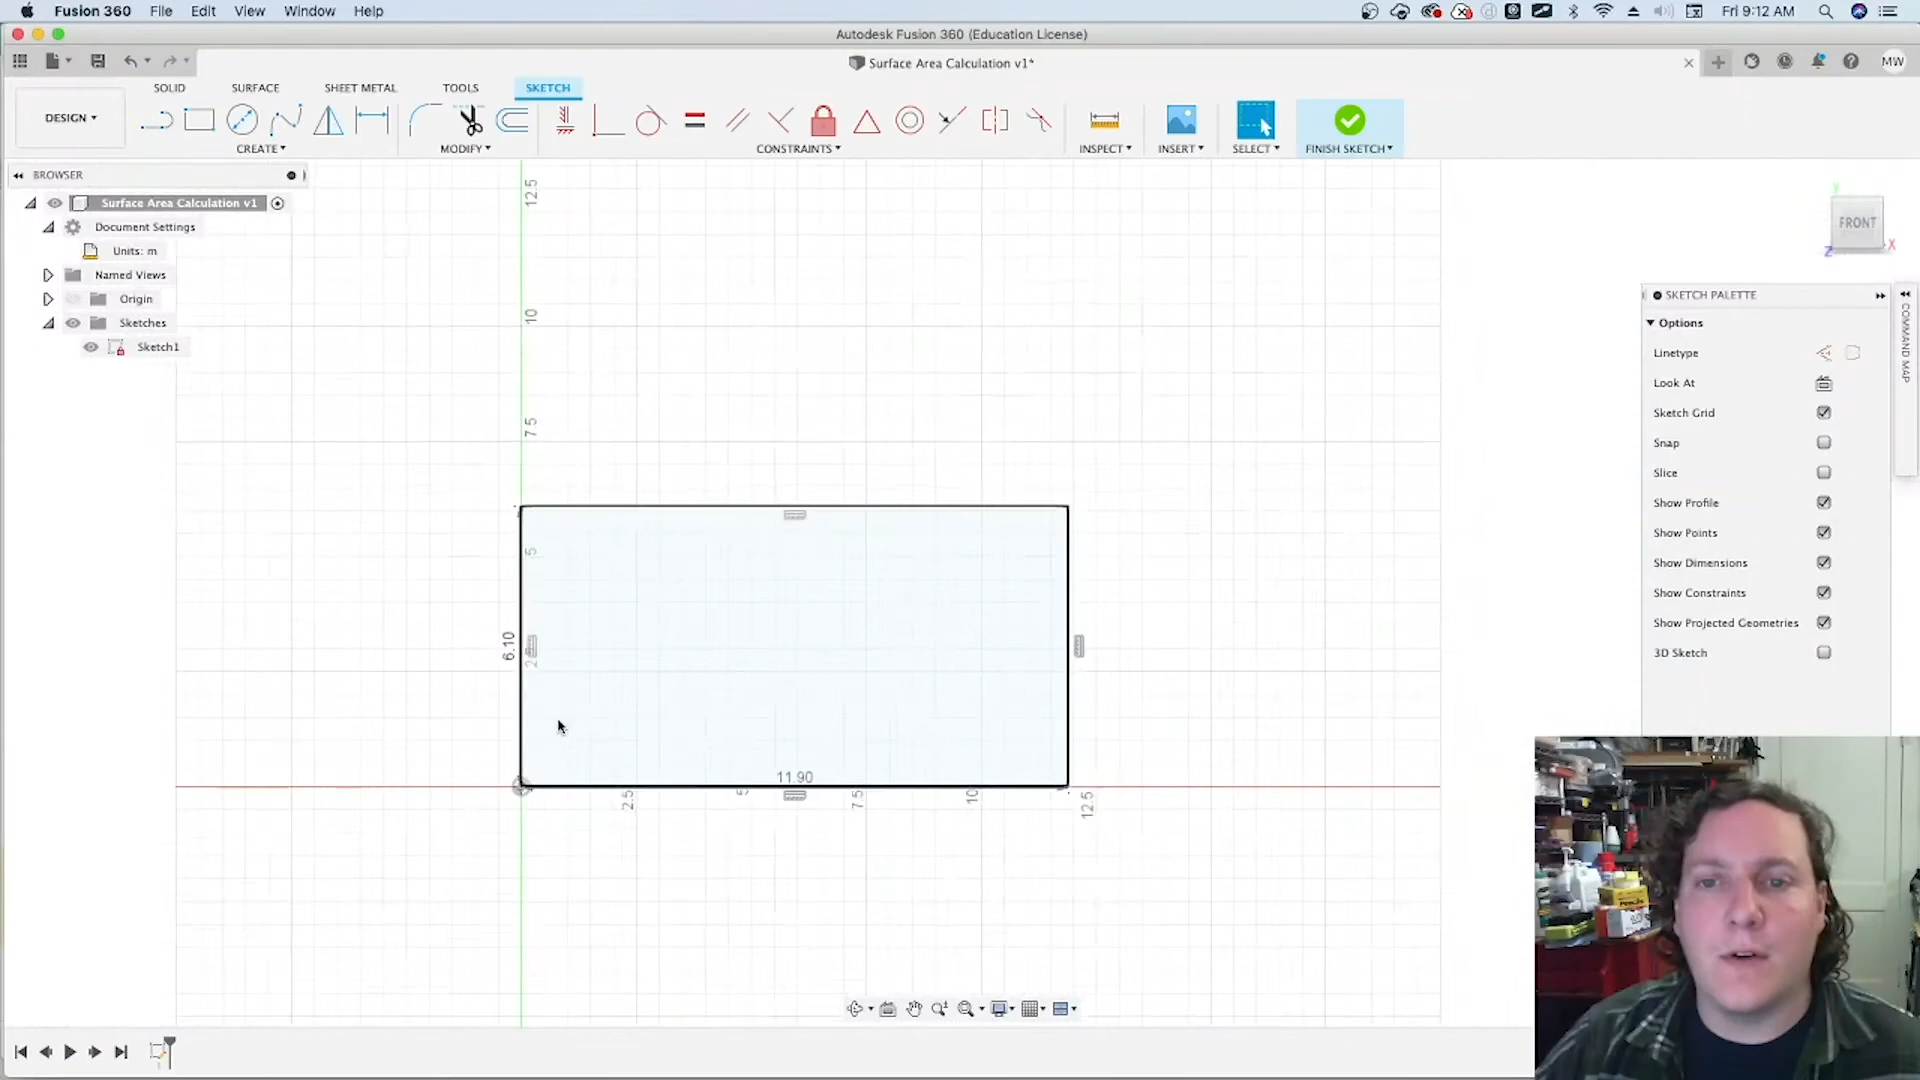 Fusion 360 File Edit View Window Help Fri 9:12 AM
Autodesk Fusion 360 (Education License)
Surface Area Calculation v1*
MW
SOLID SURFACE SHEET METAL TOOLS SKETCH
DESIGN
CREATE MODIFY CONSTRAINTS INSPECT INSERT SELECT FINISH SKETCH
BROWSER
Surface Area Calculation v1
Document Settings
Units: m
Named Views
Origin
Sketches
Sketch1
12.5
10
7.5
5
6.10
11.90
2.5
5
7.5
10
12.5
Y
FRONT
X
Z
SKETCH PALETTE
COMMAND MAP
Options
Linetype
Look At
Sketch Grid
Snap
Slice
Show Profile
Show Points
Show Dimensions
Show Constraints
Show Projected Geometries
3D Sketch